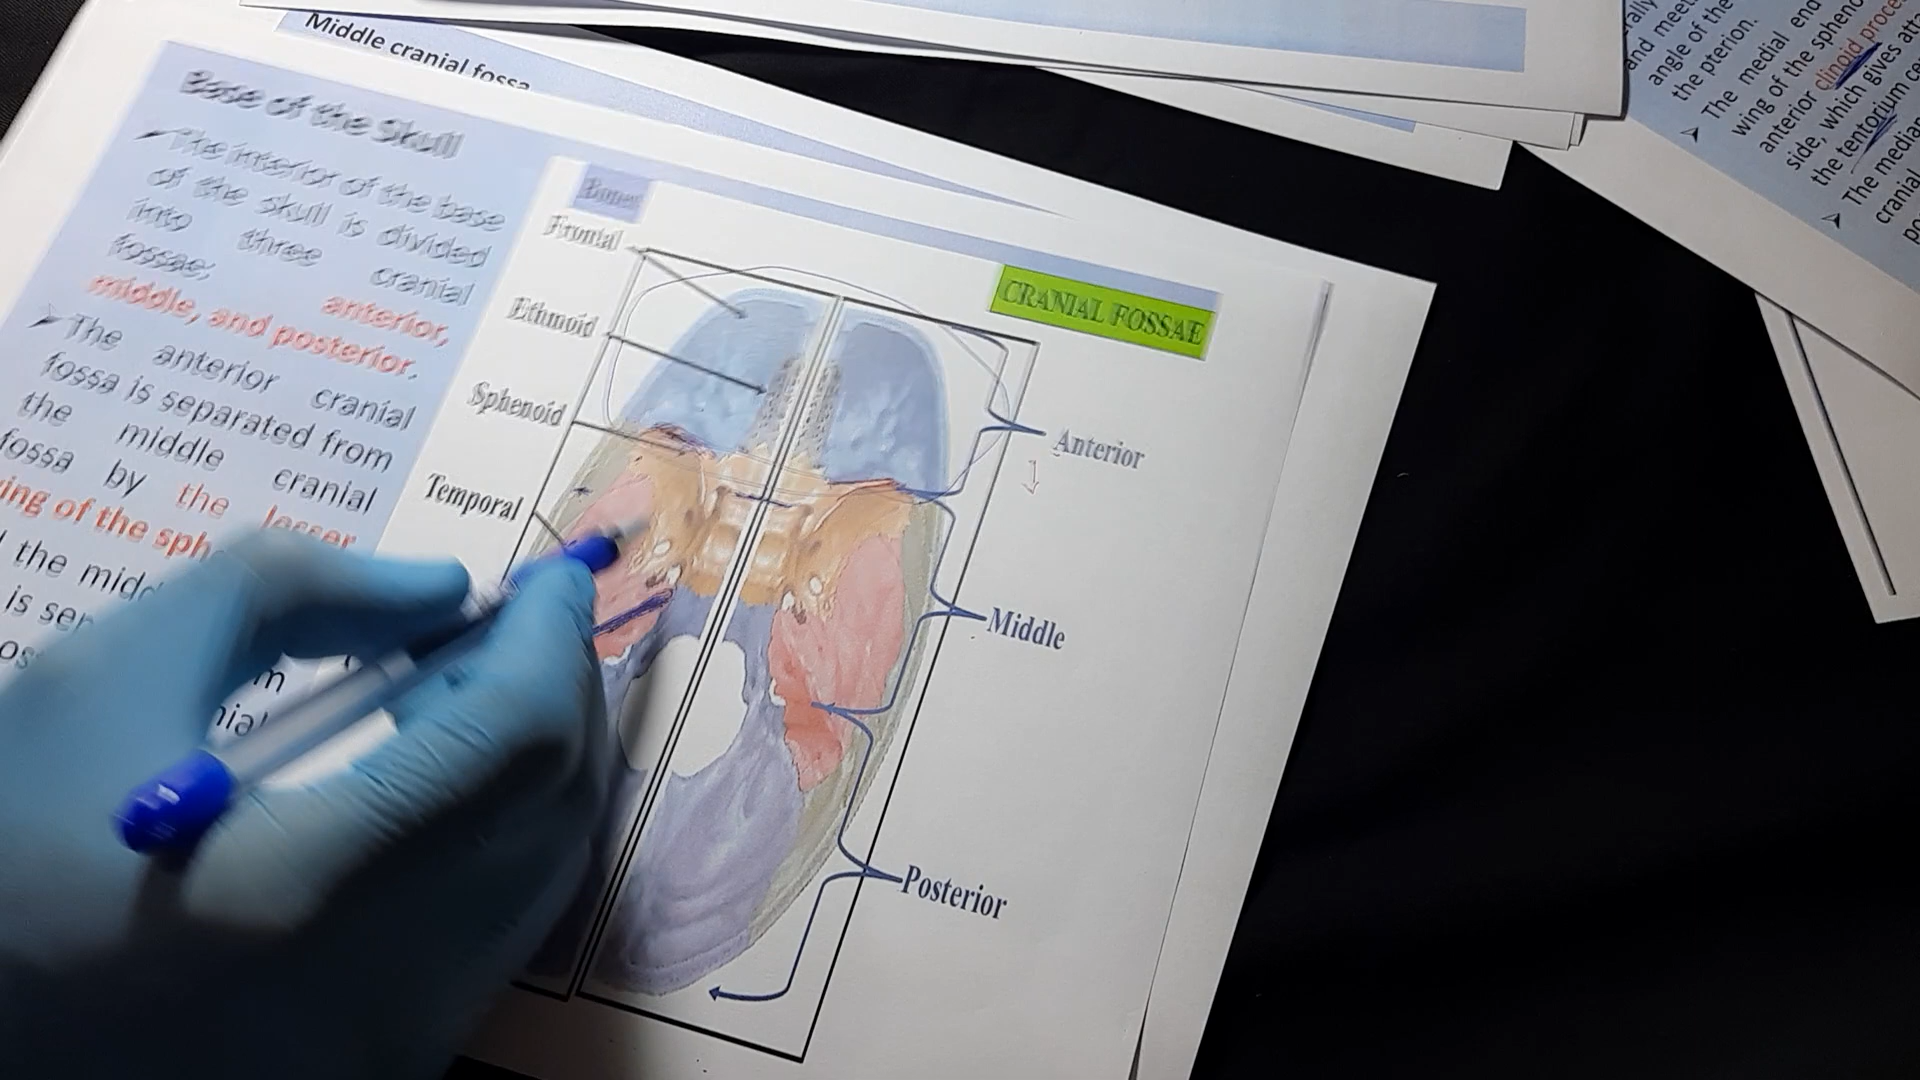 Middle cranial fossa
Base of the Skull
The interior of the base
of the skull is divided
into three cranial
fossae; anterior,
middle, and posterior.
The anterior cranial
fossa is separated from
the middle cranial
fossa by the lesser
ing of the sph
the midd
is sep
Bones
Frontal
Ethmoid
Sphenoid
Temporal
CRANIAL FOSSAE
Anterior
Middle
Posterior
and meet
angle of the
the pterion.
The medial end
wing of the spheno
anterior clinoid proce
side, which gives atta
the tentorium ce
The median
cranial